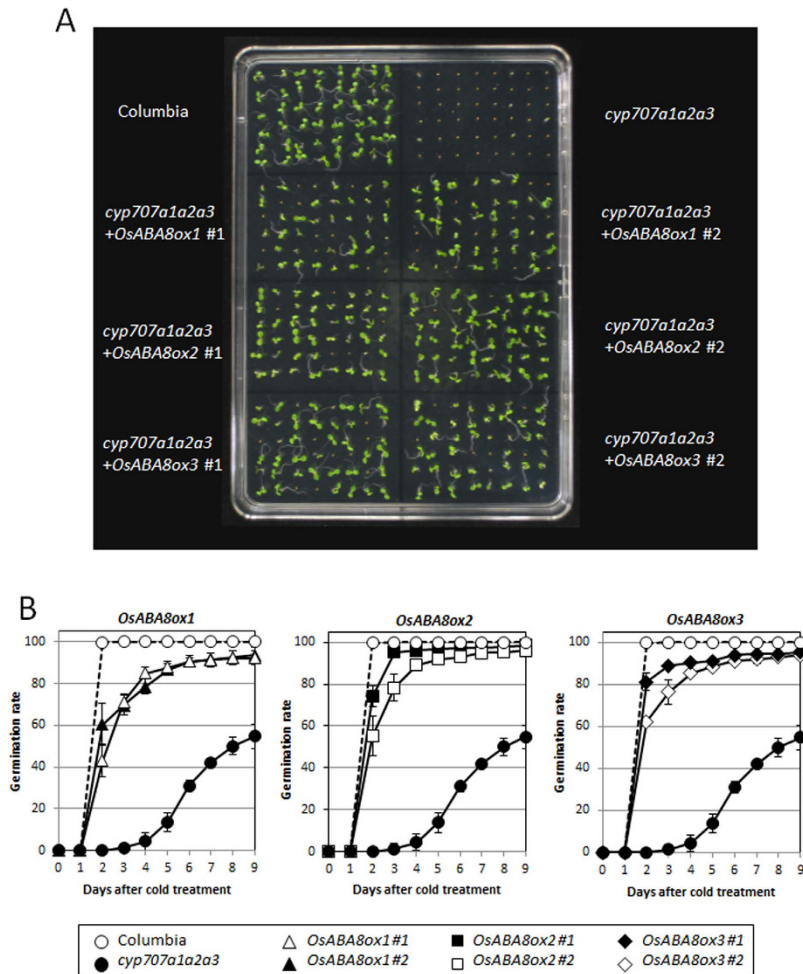 A
Columbia
cyp707a1a2a3
cyp707a1a2a3
+OsABA8ox1 #1
cyp707a1a2a3
+OsABA8ox1 #2
cyp707a1a2a3
+OsABA8ox2 #1
cyp707a1a2a3
+OsABA8ox2 #2
cyp707a1a2a3
+OsABA8ox3 #1
cyp707a1a2a3
+OsABA8ox3 #2
B
OsABA8ox1
Germination rate
100
80
60
40
20
0
0 1 2 3 4 5 6 7 8 9
Days after cold treatment
OsABA8ox2
Germination rate
100
80
60
40
20
0
0 1 2 3 4 5 6 7 8 9
Days after cold treatment
OsABA8ox3
Germination rate
100
80
60
40
20
0
0 1 2 3 4 5 6 7 8 9
Days after cold treatment
Columbia
OsABA8ox1#1
OsABA8ox2#1
OsABA8ox3#1
cyp707a1a2a3
OsABA8ox1#2
OsABA8ox2#2
OsABA8ox3#2